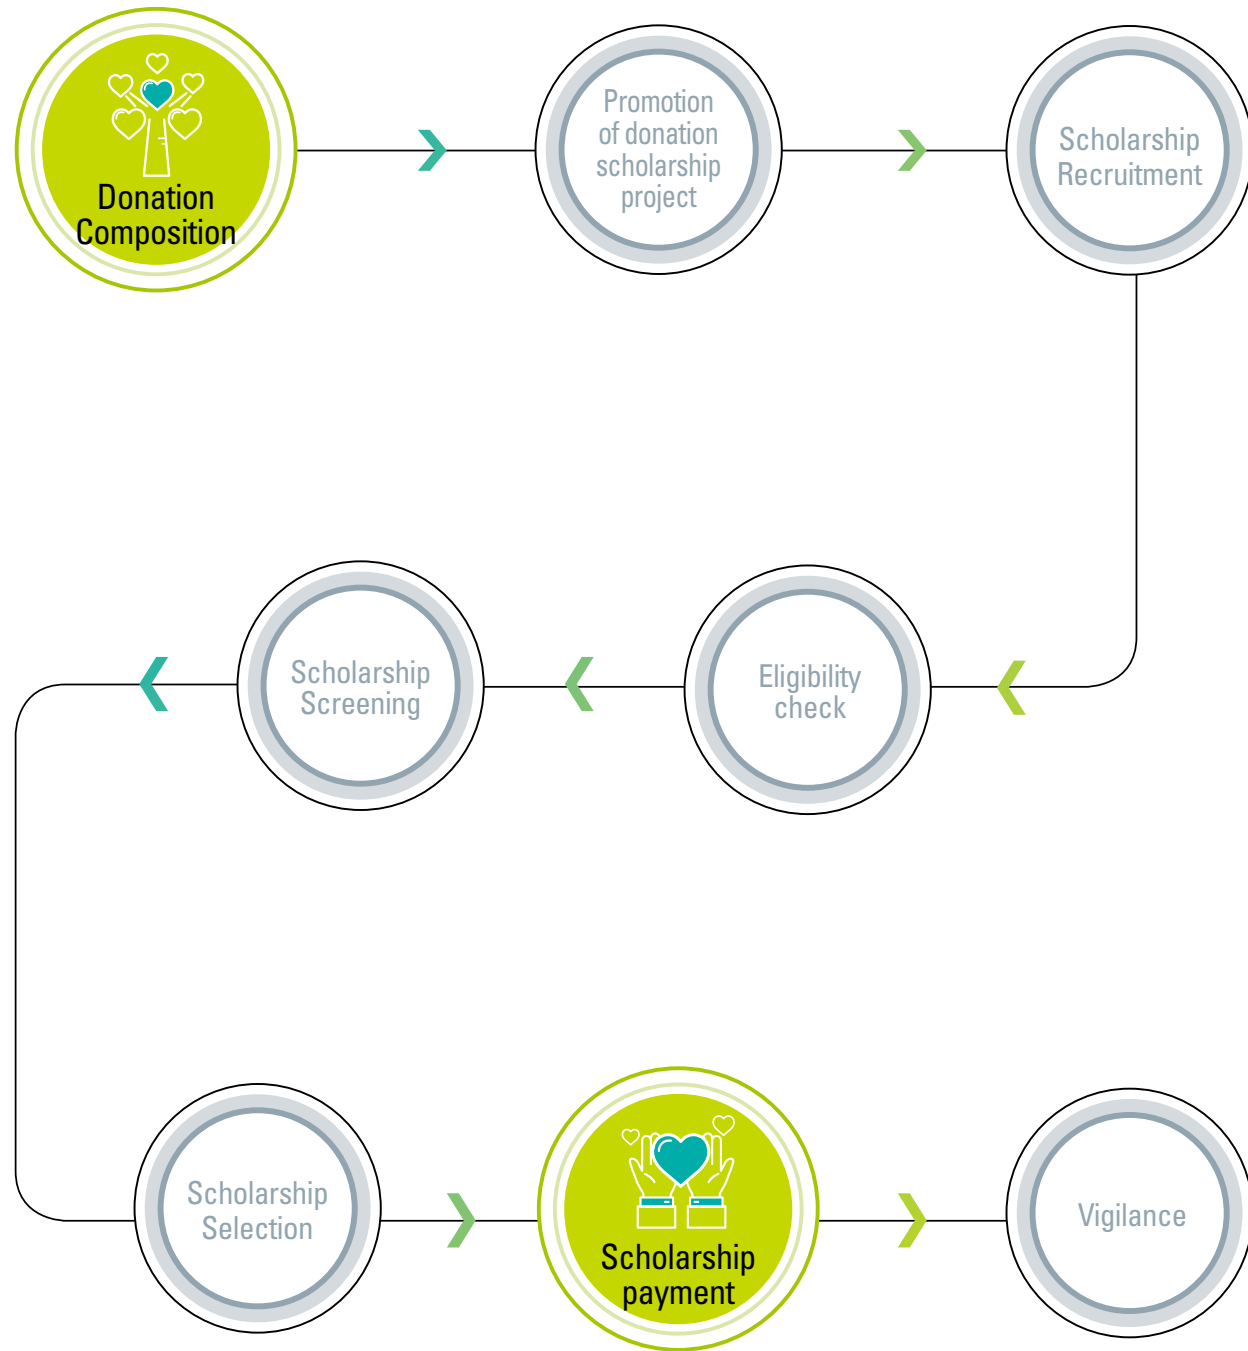 Donation
Composition
Promotion
of donation
scholarship
project
Scholarship
Recruitment
Eligibility
check
Scholarship
Screening
Scholarship
Selection
Scholarship
payment
Vigilance